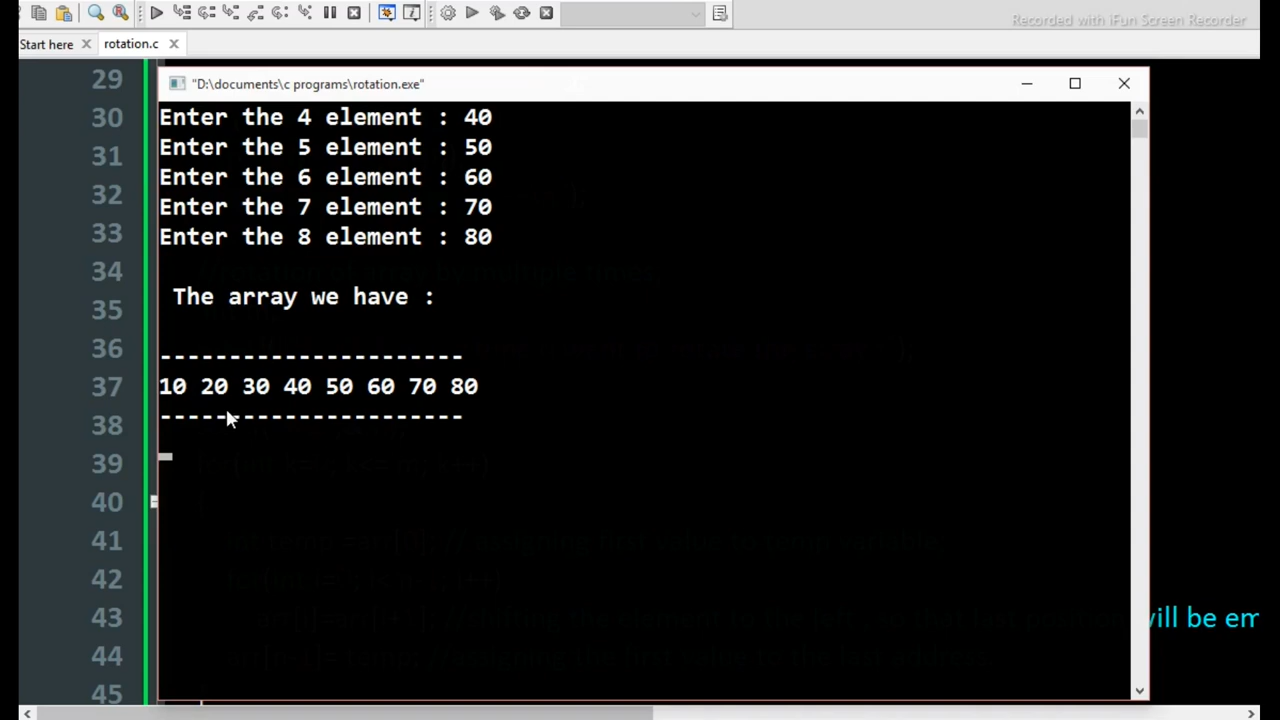 Recorded with iFun Screen Recorder
Start here
rotation.c
"D:\documents\c programs\rotation.exe"
29
30
31
32
33
34
35
36
37
38
39
40
41
42
43
44
45
Enter the 4 element : 40
Enter the 5 element : 50
Enter the 6 element : 60
Enter the 7 element : 70
Enter the 8 element : 80
The array we have :
----------------------
10 20 30 40 50 60 70 80
----------------------
will be em